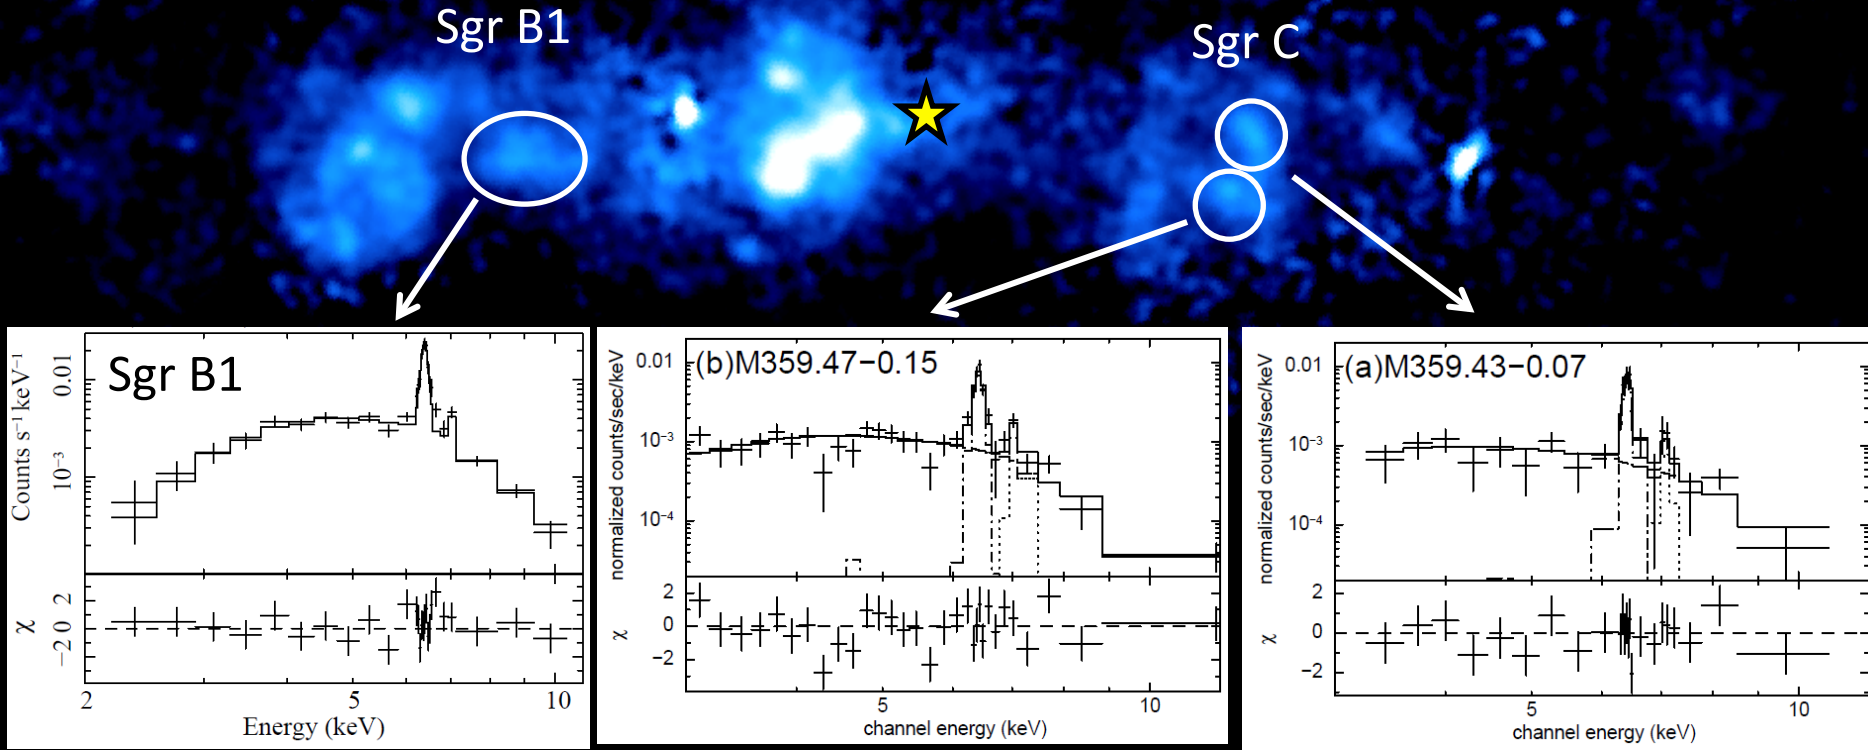 Sgr B1
Sgr C
Sgr B1
Counts s⁻¹ keV⁻¹
0.01
10⁻³
χ
2
0
−2
2
5
10
Energy (keV)
(b)M359.47−0.15
normalized counts/sec/keV
0.01
10⁻³
10⁻⁴
χ
2
0
−2
5
10
channel energy (keV)
(a)M359.43−0.07
normalized counts/sec/keV
0.01
10⁻³
10⁻⁴
χ
2
0
−2
5
10
channel energy (keV)